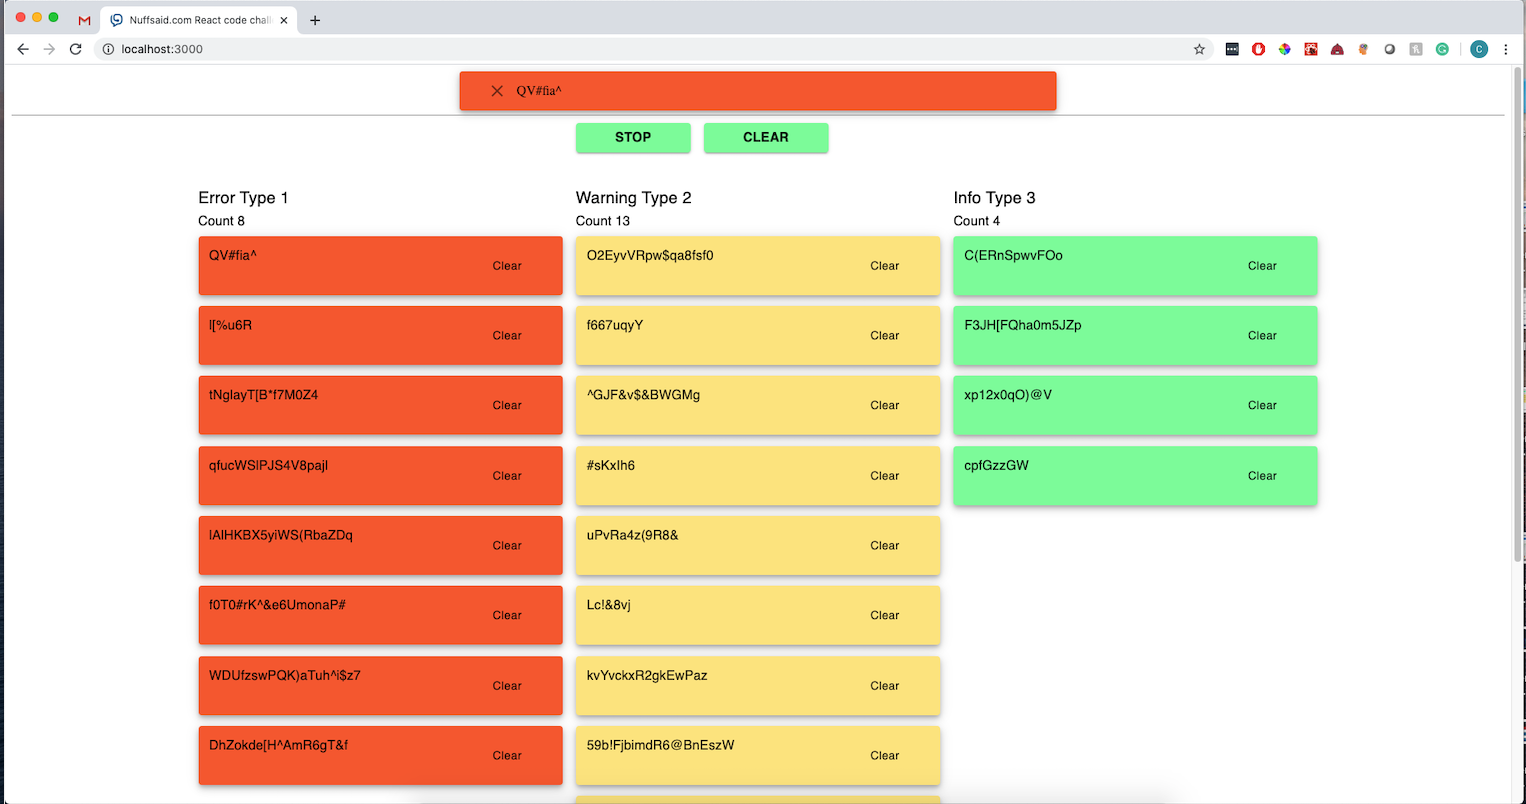 Nuffsaid.com React code chall
localhost:3000
QV#fia^
STOP CLEAR
Error Type 1
Count 8
QV#fia^ Clear
l[%u6R Clear
tNglayT[B*f7M0Z4 Clear
qfucWSlPJS4V8pajI Clear
lAIHKBX5yiWS(RbaZDq Clear
f0T0#rK^&e6UmonaP# Clear
WDUfzswPQK)aTuh^i$z7 Clear
DhZokde[H^AmR6gT&f Clear
Warning Type 2
Count 13
O2EyvVRpw$qa8fsf0 Clear
f667uqyY Clear
^GJF&v$&BWGMg Clear
#sKxIh6 Clear
uPvRa4z(9R8& Clear
Lc!&8vj Clear
kvYvckxR2gkEwPaz Clear
59b!FjbimdR6@BnEszW Clear
Info Type 3
Count 4
C(ERnSpwvFOo Clear
F3JH[FQha0m5JZp Clear
xp12x0qO)@V Clear
cpfGzzGW Clear